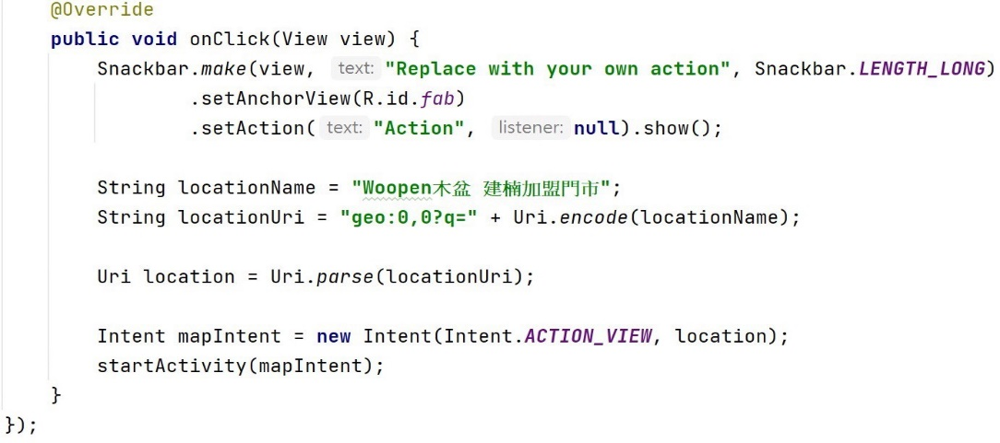 @Override
public void onClick(View view) {
Snackbar.make(view, text: "Replace with your own action", Snackbar.LENGTH_LONG)
.setAnchorView(R.id.fab)
.setAction( text: "Action", listener: null).show();
String locationName = "Woopen木盆 建楠加盟門市";
String locationUri = "geo:0,0?q=" + Uri.encode(locationName);
Uri location = Uri.parse(locationUri);
Intent mapIntent = new Intent(Intent.ACTION_VIEW, location);
startActivity(mapIntent);
}
});